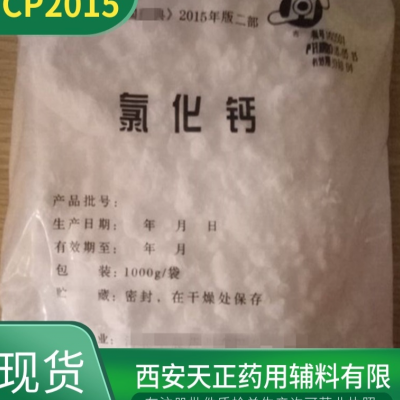 CP2015
》2015年版二部
氯化钙
产品批号:
生产日期: 年 月 日
有效期至: 年 月
包 装:1000g/袋
贮 藏:密封,在干燥处保存
业:
现货
西安天正药用辅料有限